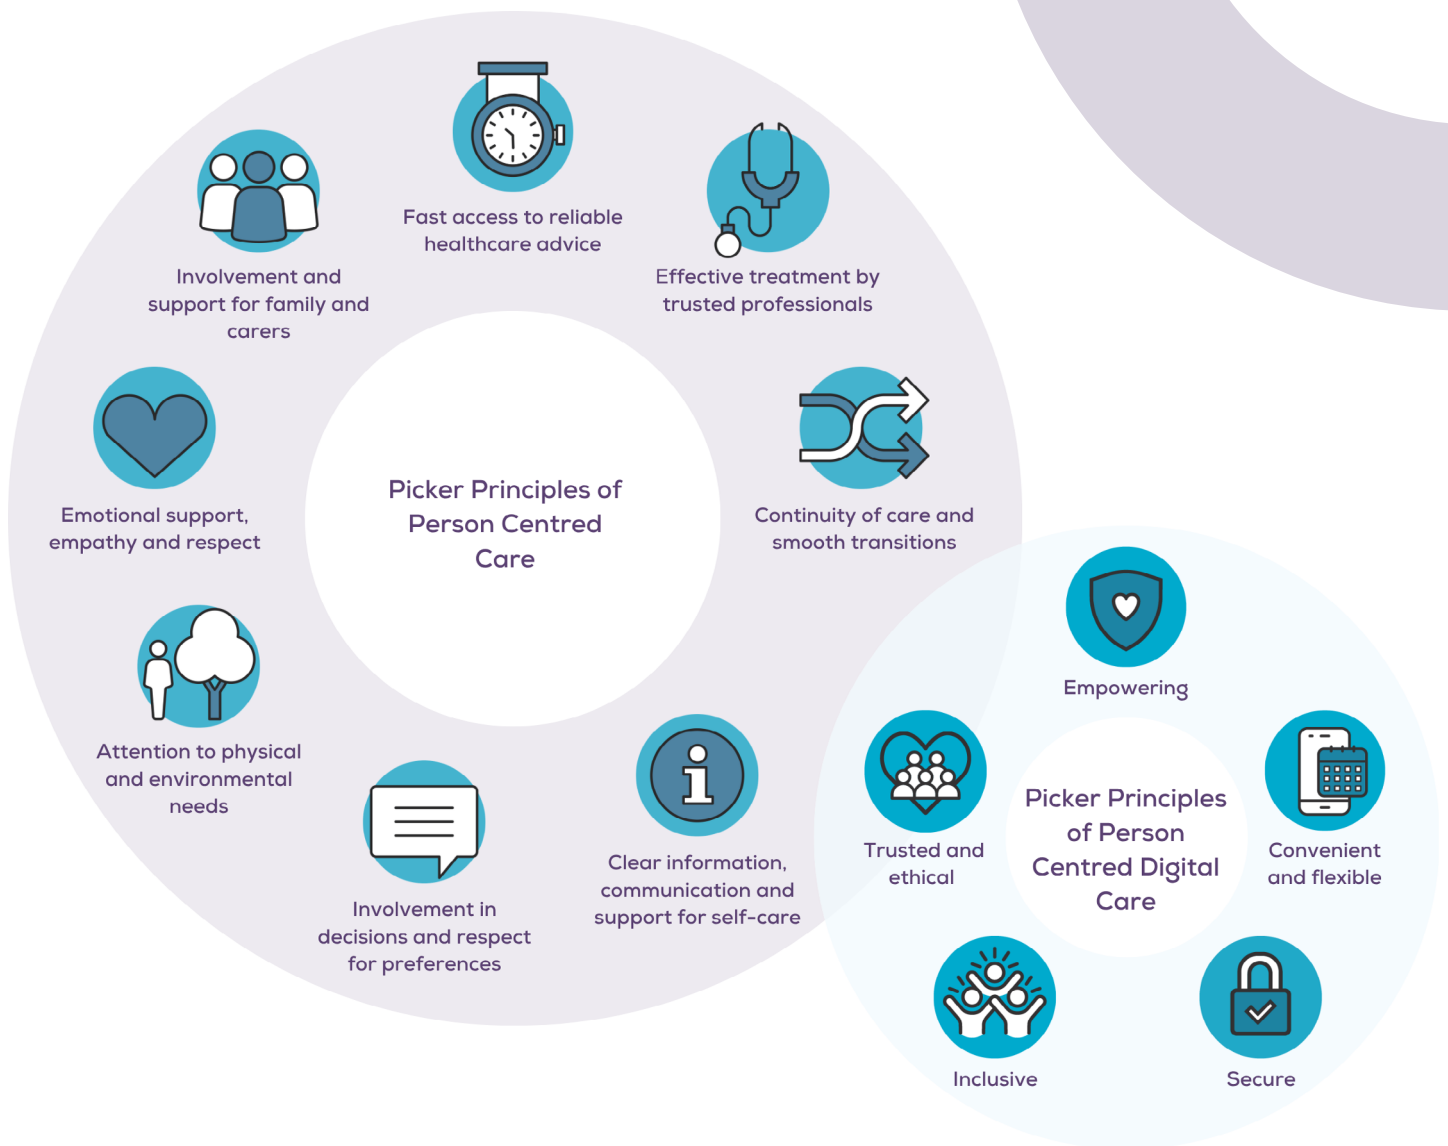 Fast access to reliable
healthcare advice
Effective treatment by
trusted professionals
Continuity of care and
smooth transitions
Clear information,
communication and
support for self-care
Involvement in
decisions and respect
for preferences
Attention to physical
and environmental
needs
Emotional support,
empathy and respect
Involvement and
support for family and
carers
Picker Principles of
Person Centred
Care
Empowering
Convenient
and flexible
Secure
Inclusive
Trusted and
ethical
Picker Principles
of Person
Centred Digital
Care